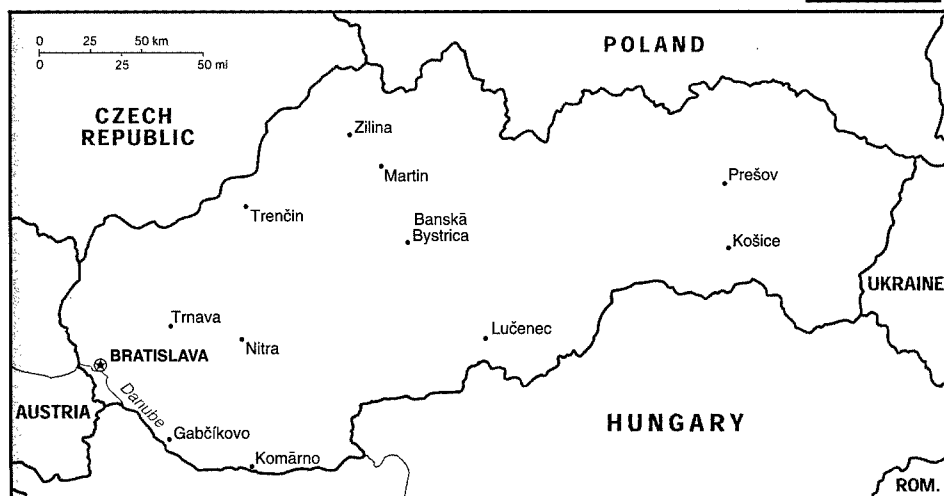 0 25 50 km
0 25 50 mi
POLAND
CZECH
REPUBLIC
Zilina
Martin
Prešov
Trenčin
Banskā
Bystrica
Košice
UKRAINE
Trnava
Lučenec
Nitra
BRATISLAVA
Danube
AUSTRIA
HUNGARY
Gabčíkovo
Komārno
ROM.